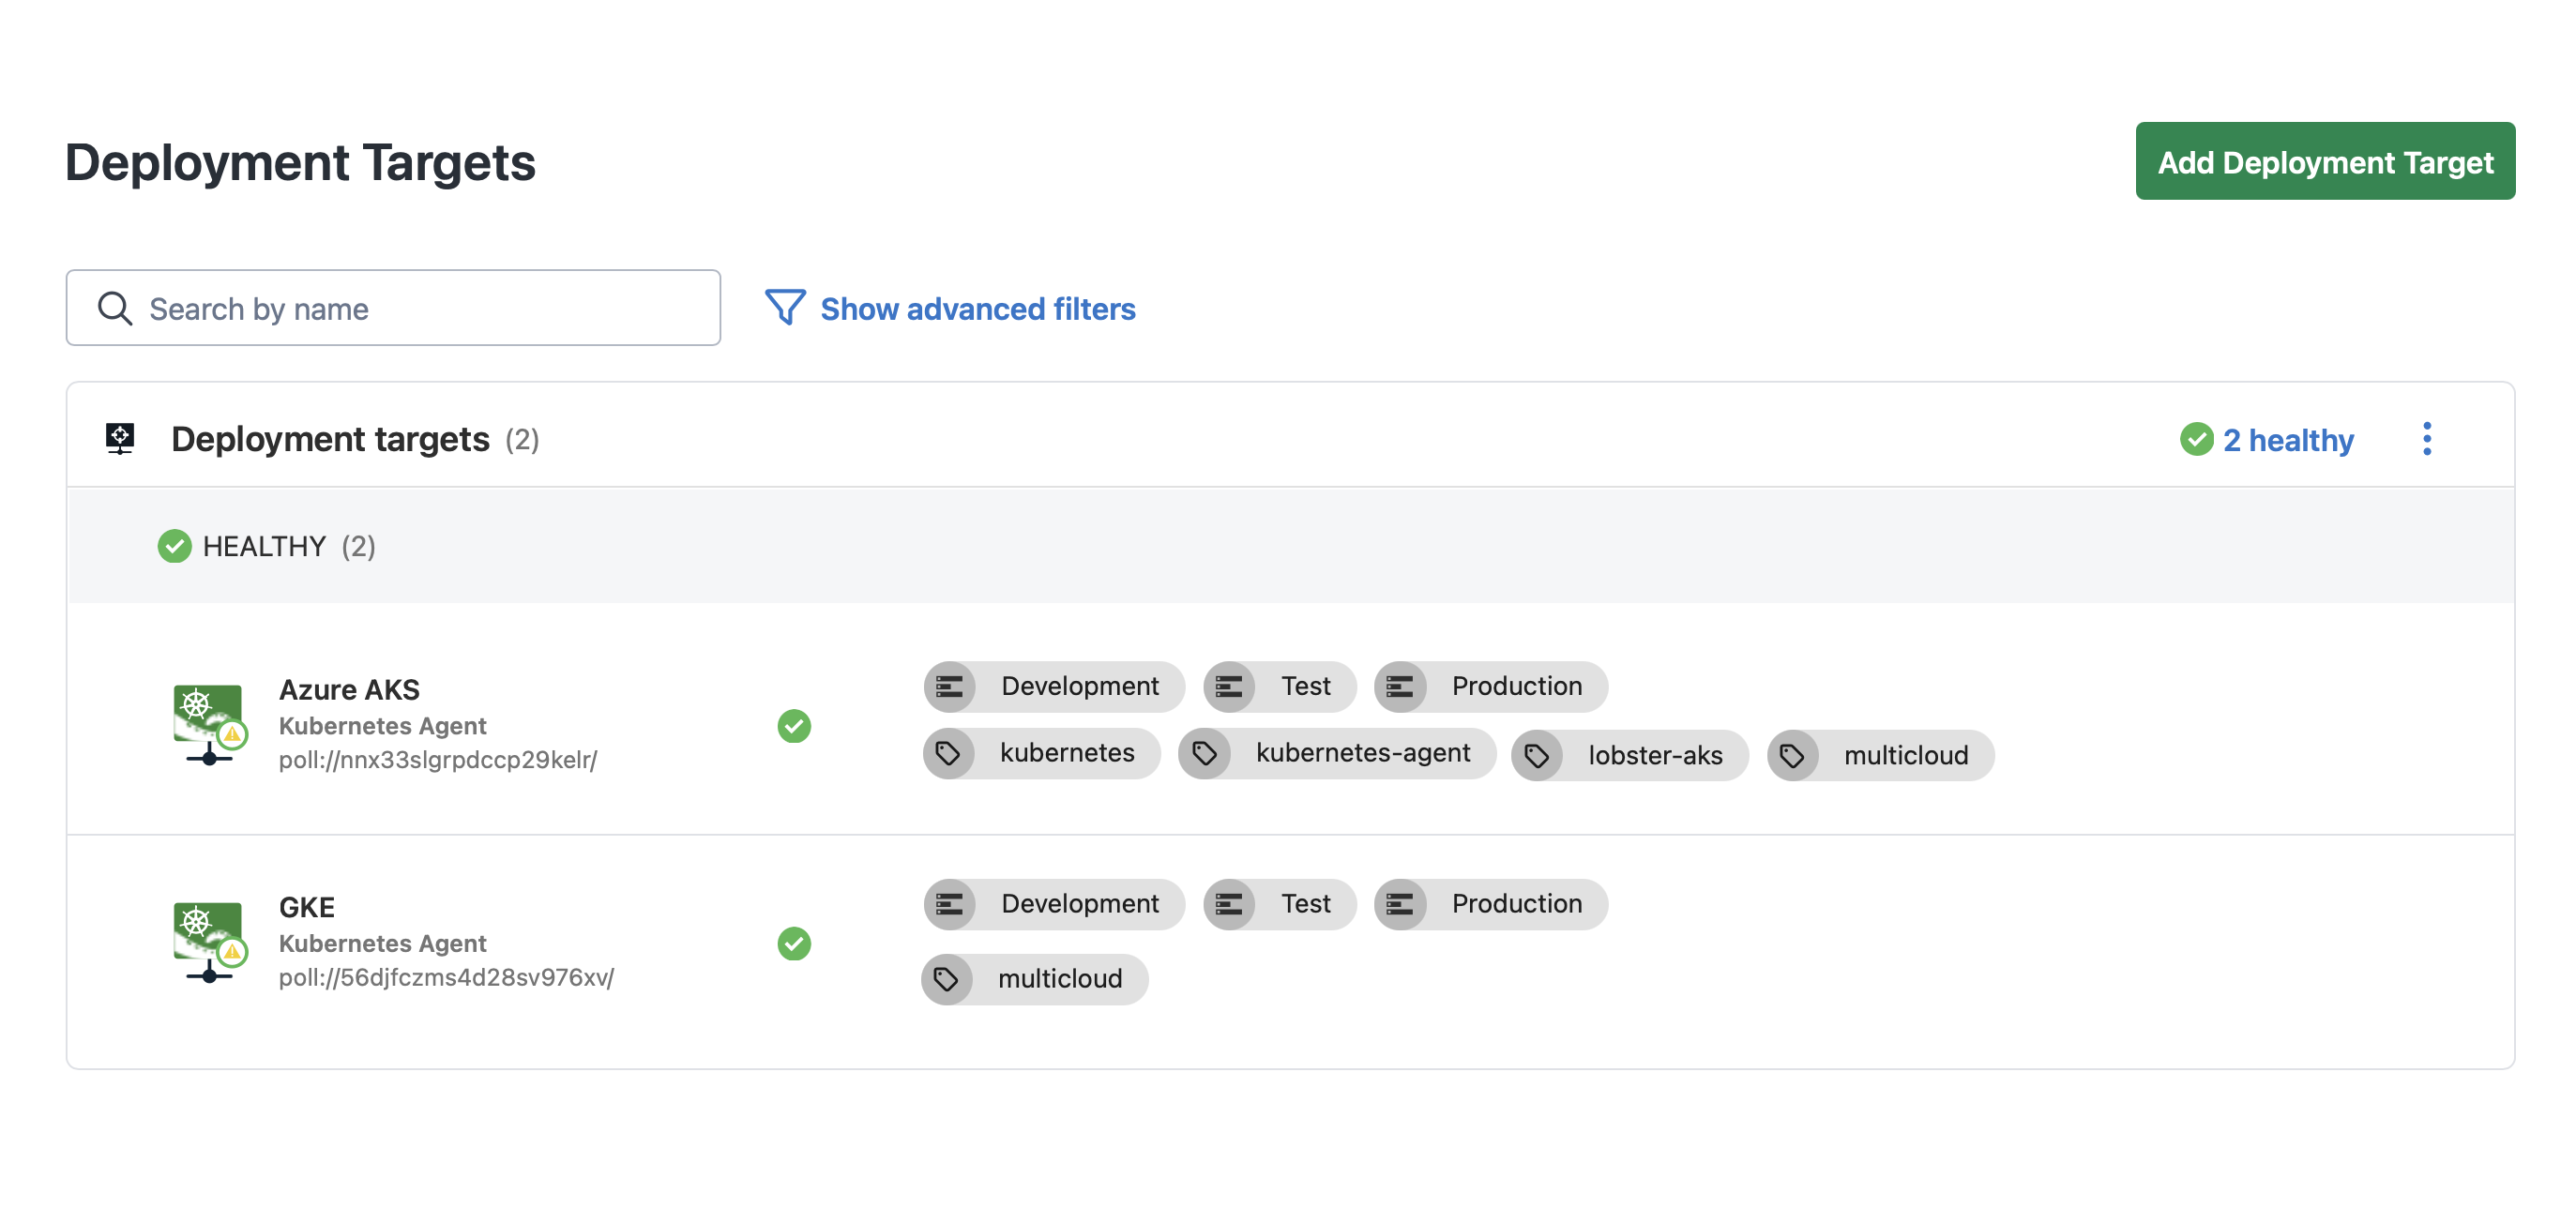 Deployment Targets
Add Deployment Target
Search by name
Show advanced filters
Deployment targets (2)
2 healthy
HEALTHY (2)
Azure AKS
Kubernetes Agent
poll://nnx33slgrpdccp29kelr/
Development Test Production
kubernetes kubernetes-agent lobster-aks multicloud
GKE
Kubernetes Agent
poll://56djfczms4d28sv976xv/
Development Test Production
multicloud